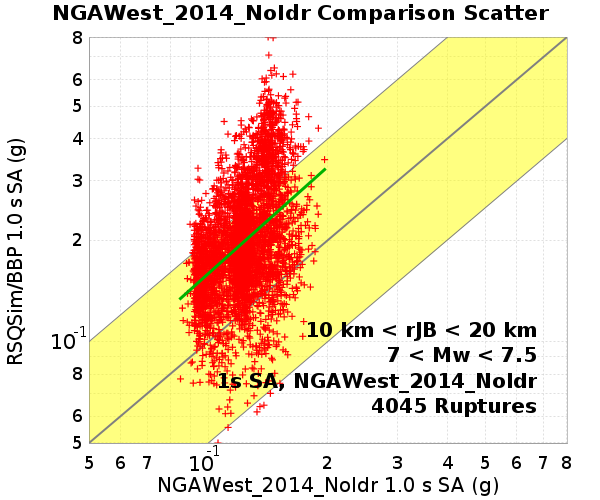 NGAWest_2014_NoIdr Comparison Scatter
RSQSim/BBP 1.0 s SA (g)
8
6
5
4
3
2
10-1
8
6
5
10 km < rJB < 20 km
7 < Mw < 7.5
1s SA, NGAWest_2014_NoIdr
4045 Ruptures
5 6 7 10-1 2 3 4 5 6 7 8
NGAWest_2014_NoIdr 1.0 s SA (g)